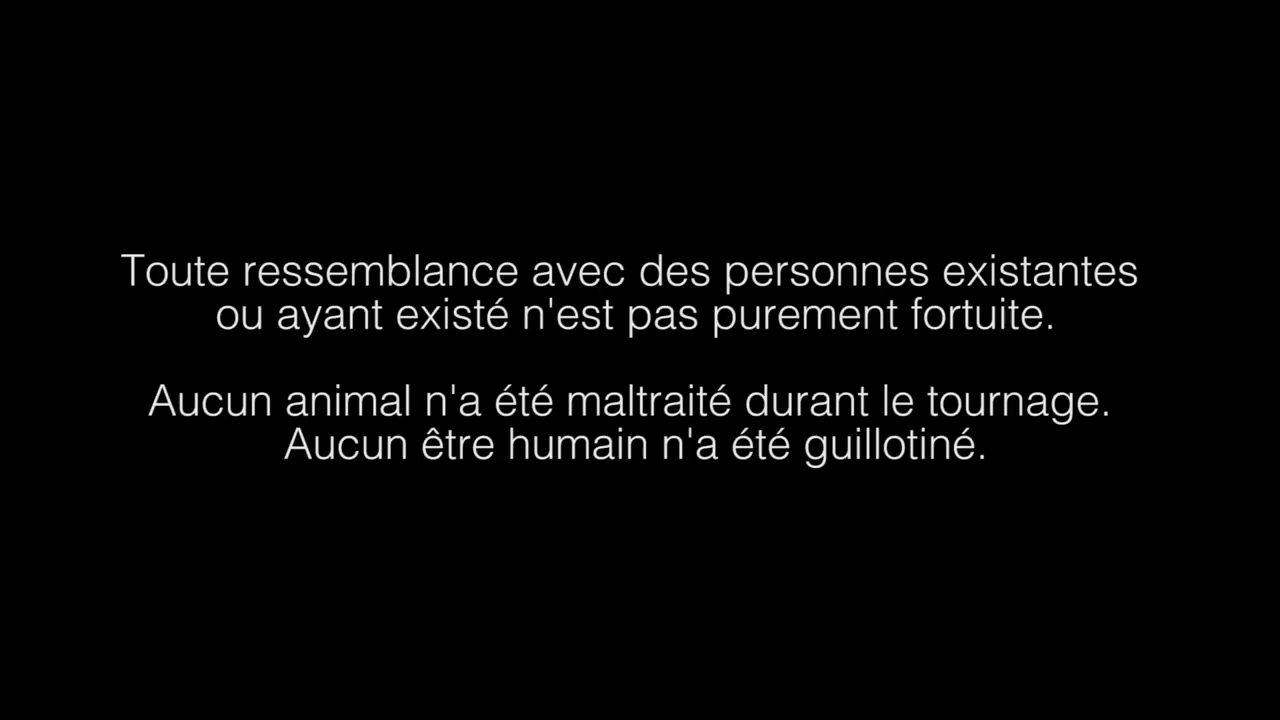 Toute ressemblance avec des personnes existantes
ou ayant existé n'est pas purement fortuite.
Aucun animal n'a été maltraité durant le tournage.
Aucun être humain n'a été guillotiné.